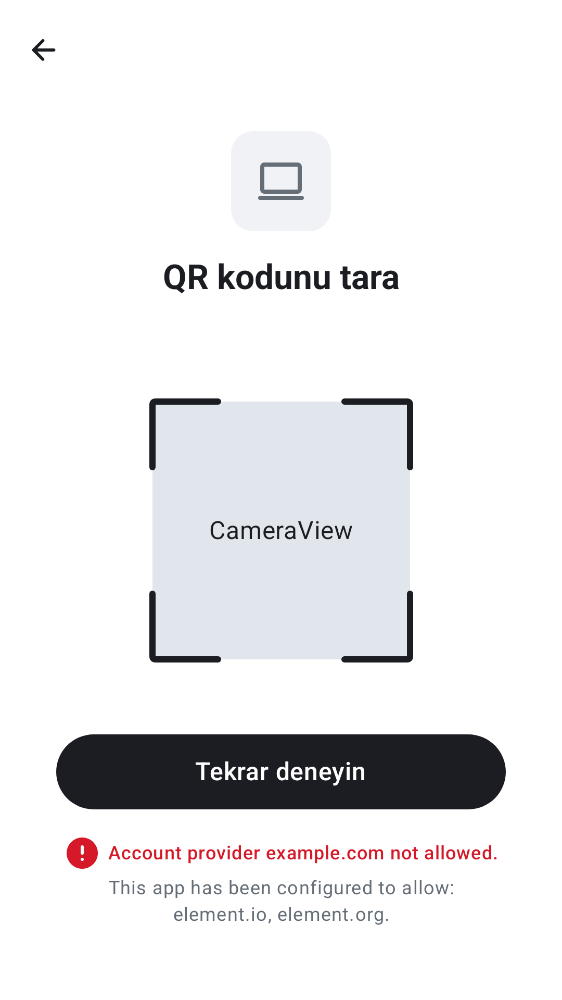 QR kodunu tara
CameraView
Tekrar deneyin
Account provider example.com not allowed.
This app has been configured to allow:
element.io, element.org.